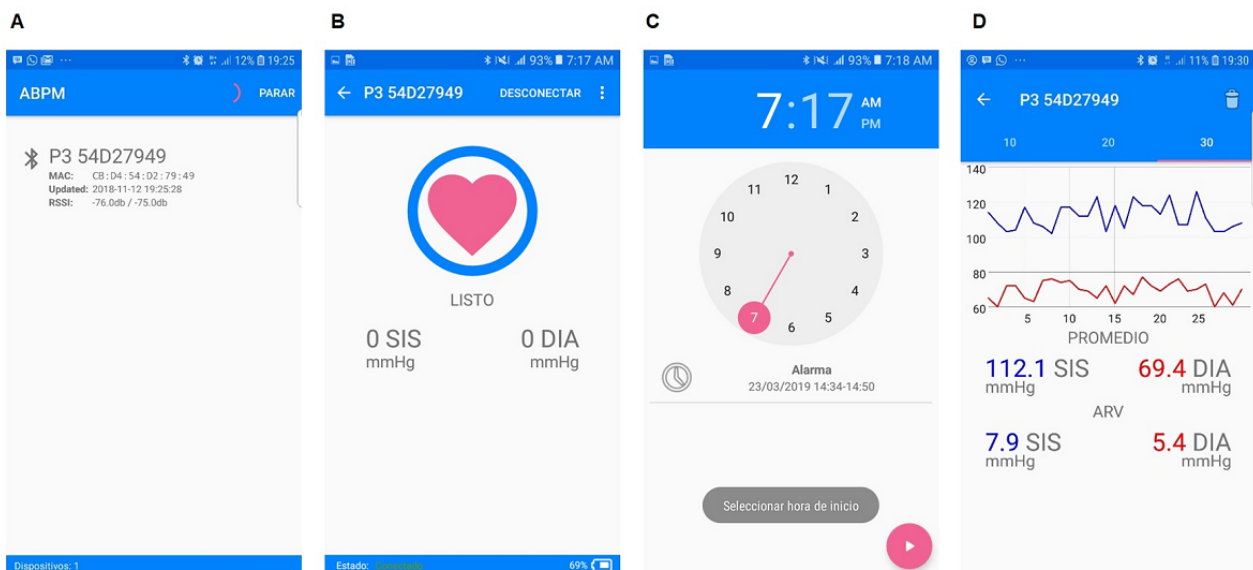 A
12% 19:25
ABPM
PARAR
P3 54D27949
MAC: CB:D4:54:D2:79:49
Updated: 2018-11-12 19:25:28
RSSI: -76.0db / -75.0db
Dispositivos: 1
B
93% 7:17 AM
P3 54D27949
DESCONECTAR
LISTO
0 SIS 0 DIA
mmHg mmHg
Estado: Conectado 69%
C
93% 7:18 AM
7:17 AM
PM
12
11 1
10 2
9 3
8 4
7 5
6
Alarma
23/03/2019 14:34-14:50
Seleccionar hora de inicio
D
11% 19:30
P3 54D27949
10 20 30
140
120
100
80
60
5 10 15 20 25
PROMEDIO
112.1 SIS 69.4 DIA
mmHg mmHg
ARV
7.9 SIS 5.4 DIA
mmHg mmHg